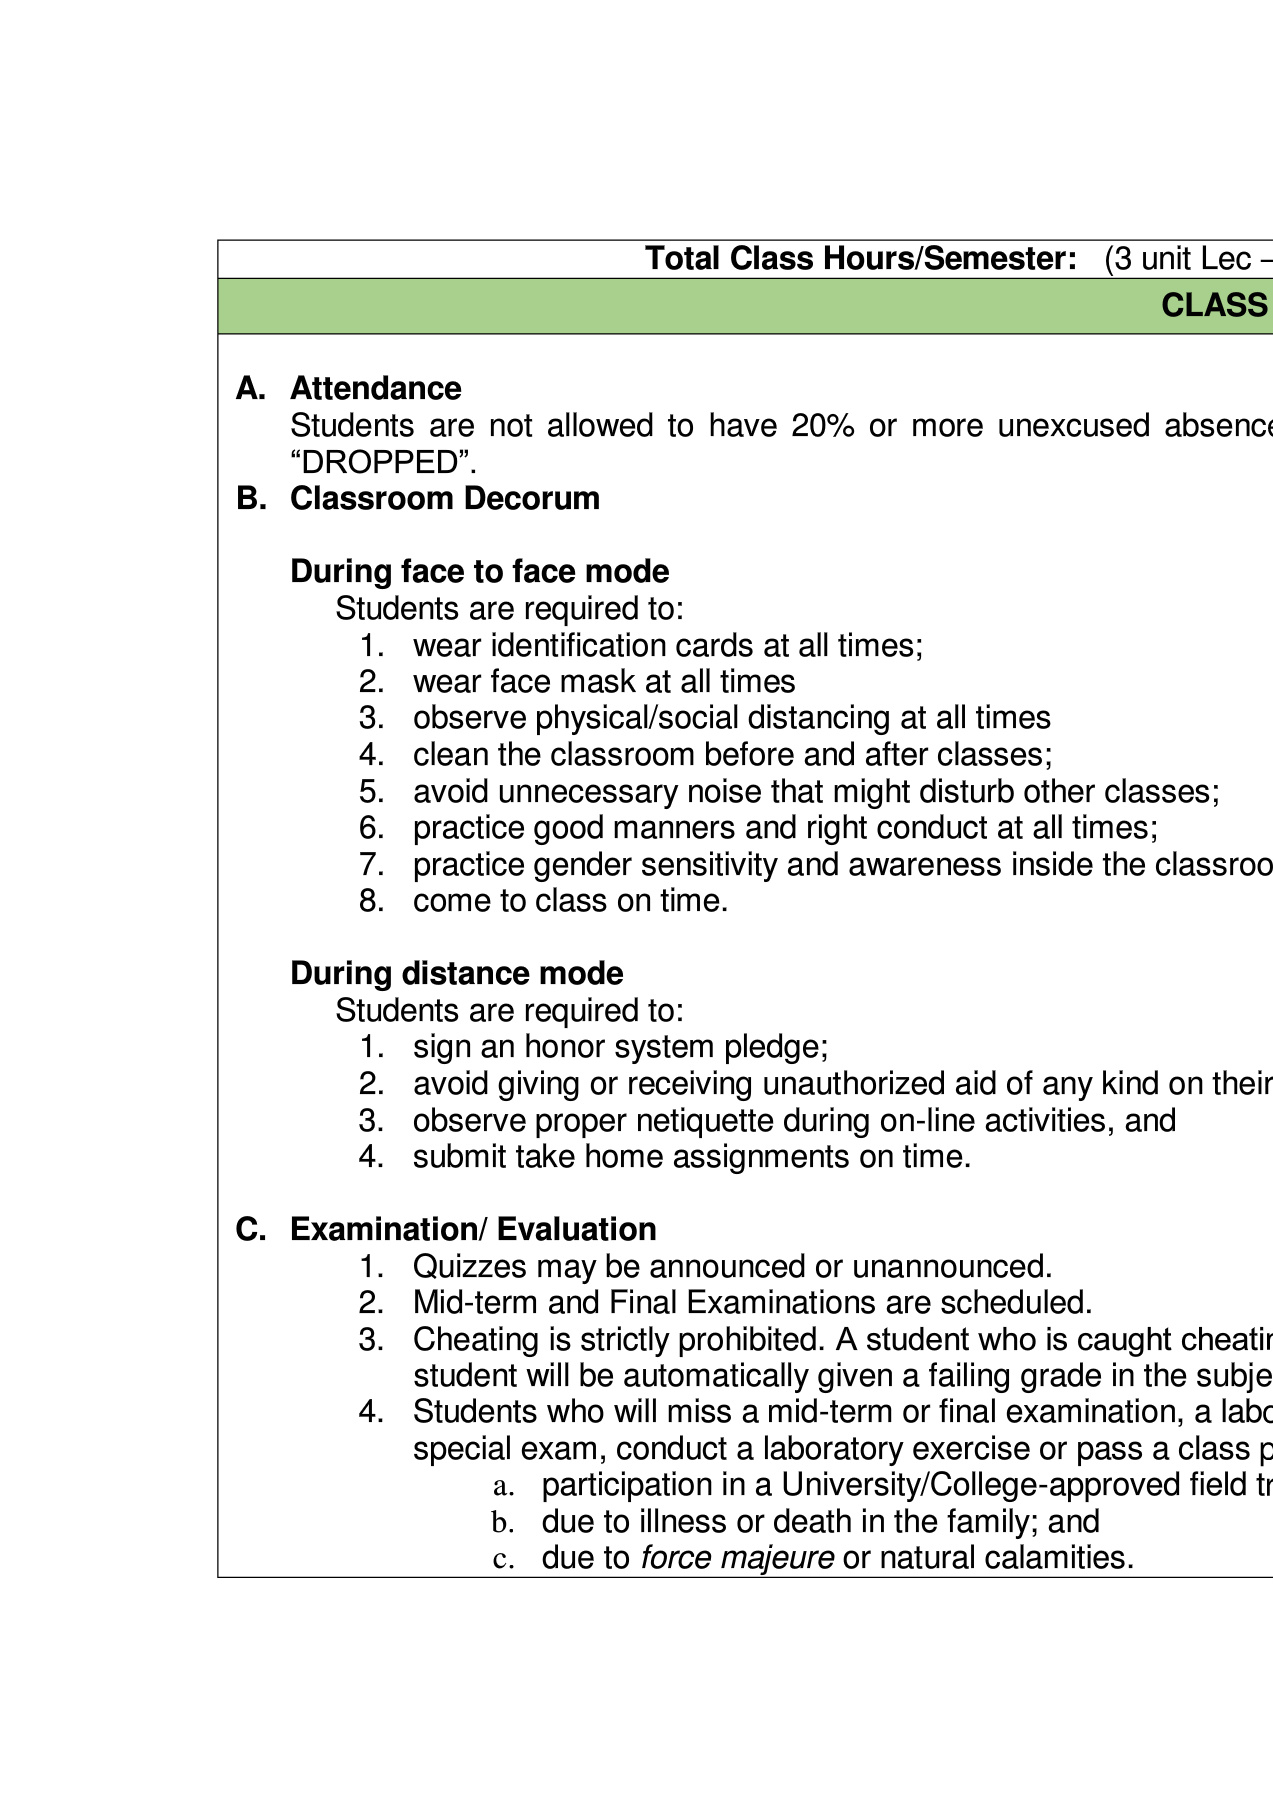 Total Class Hours/Semester: (3 unit Lec –
CLASS
A. Attendance
Students are not allowed to have 20% or more unexcused absence
“DROPPED”.
B. Classroom Decorum
During face to face mode
Students are required to:
1. wear identification cards at all times;
2. wear face mask at all times
3. observe physical/social distancing at all times
4. clean the classroom before and after classes;
5. avoid unnecessary noise that might disturb other classes;
6. practice good manners and right conduct at all times;
7. practice gender sensitivity and awareness inside the classroo
8. come to class on time.
During distance mode
Students are required to:
1. sign an honor system pledge;
2. avoid giving or receiving unauthorized aid of any kind on their
3. observe proper netiquette during on-line activities, and
4. submit take home assignments on time.
C. Examination/ Evaluation
1. Quizzes may be announced or unannounced.
2. Mid-term and Final Examinations are scheduled.
3. Cheating is strictly prohibited. A student who is caught cheatin
student will be automatically given a failing grade in the subje
4. Students who will miss a mid-term or final examination, a labo
special exam, conduct a laboratory exercise or pass a class p
a. participation in a University/College-approved field tr
b. due to illness or death in the family; and
c. due to force majeure or natural calamities.